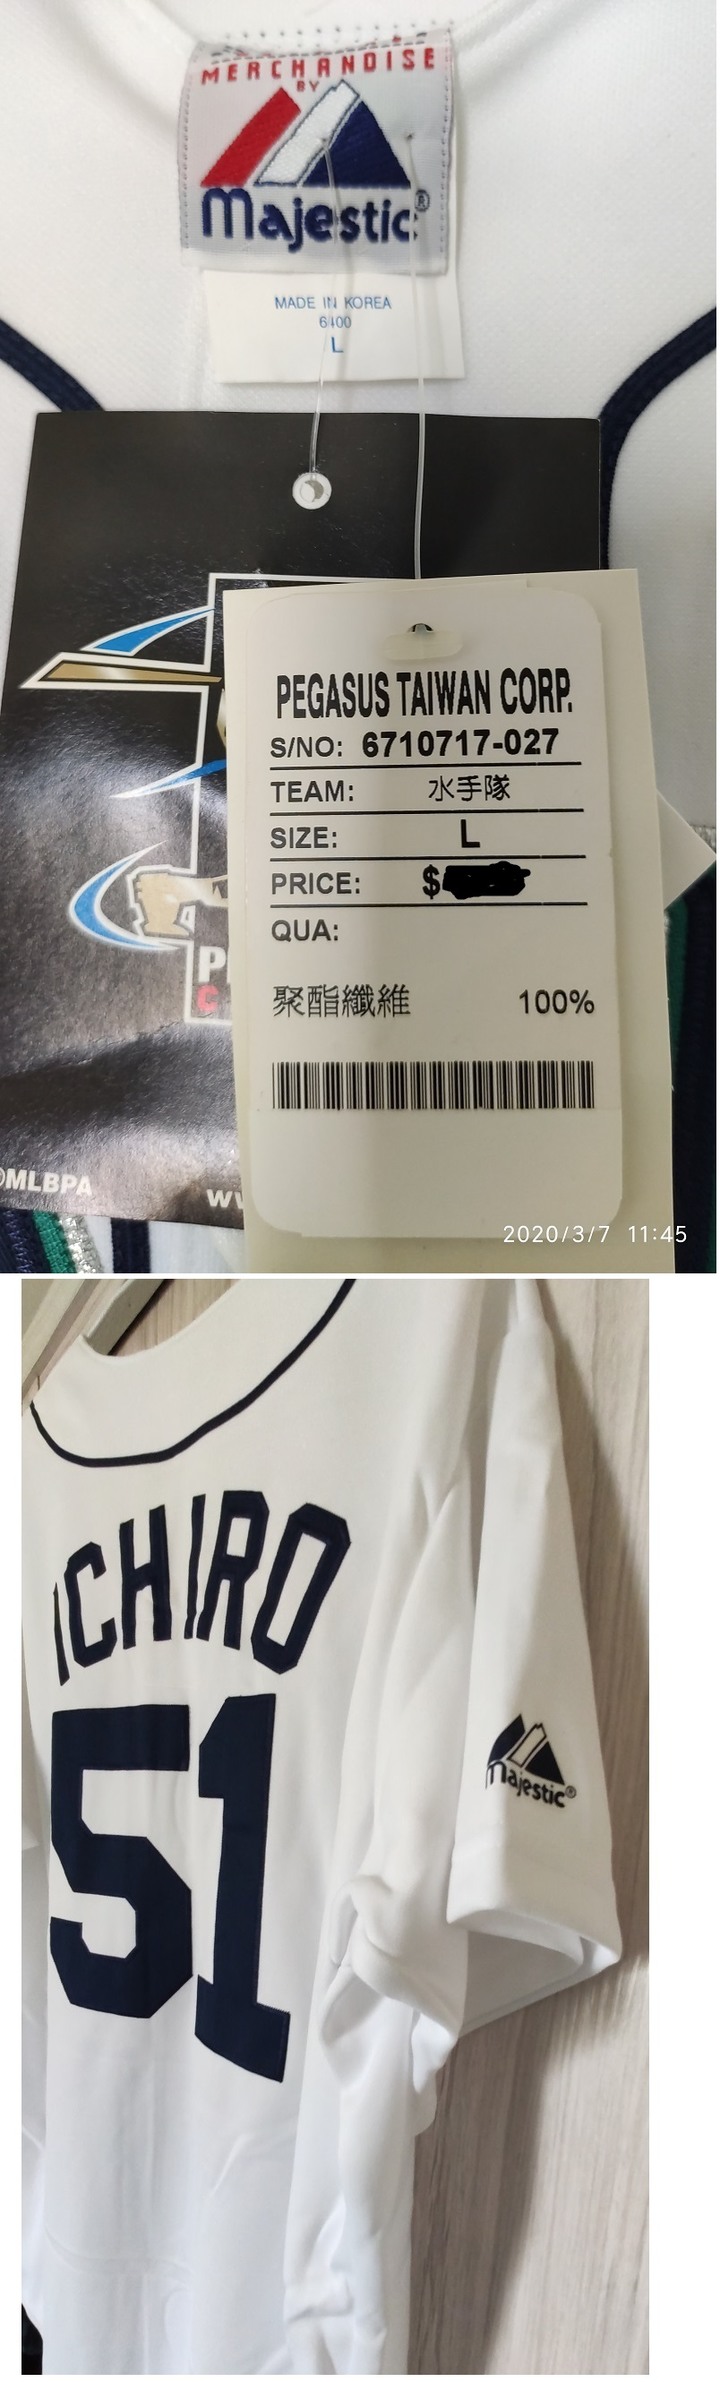 MERCHANDISE
BY
Majestic®
MADE IN KOREA
6400
L
PEGASUS TAIWAN CORP.
S/NO: 6710717-027
TEAM: 水手隊
SIZE: L
PRICE: $
QUA:
聚酯纖維 100%
©MLBPA
2020/3/7 11:45
ICHIRO
51
Majestic®